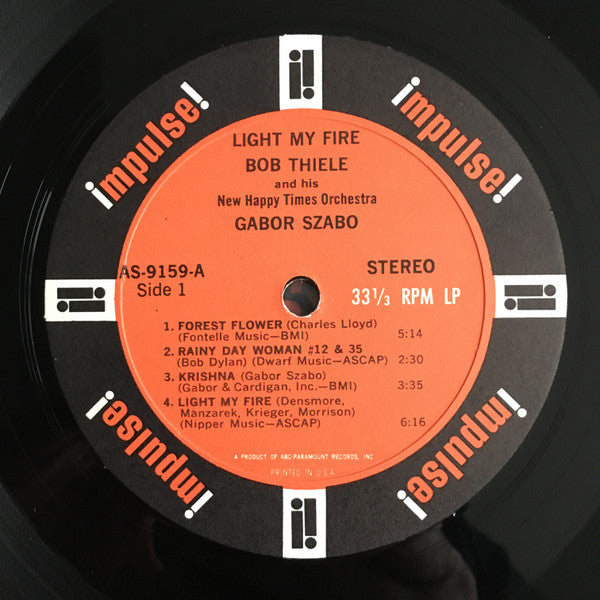 impulse!
impulse!
LIGHT MY FIRE
BOB THIELE
and his
New Happy Times Orchestra
GABOR SZABO
AS-9159-A
STEREO
Side 1
33 1/3 RPM LP
1. FOREST FLOWER (Charles Lloyd)
(Fontelle Music—BMI) 5:14
2. RAINY DAY WOMAN #12 & 35
(Bob Dylan) (Dwarf Music—ASCAP) 2:30
3. KRISHNA (Gabor Szabo)
(Gabor & Cardigan, Inc.—BMI) 3:35
4. LIGHT MY FIRE (Densmore,
Manzarek, Krieger, Morrison)
(Nipper Music—ASCAP) 6:16
A PRODUCT OF ABC-PARAMOUNT RECORDS, INC.
PRINTED IN U.S.A.
impulse!
impulse!